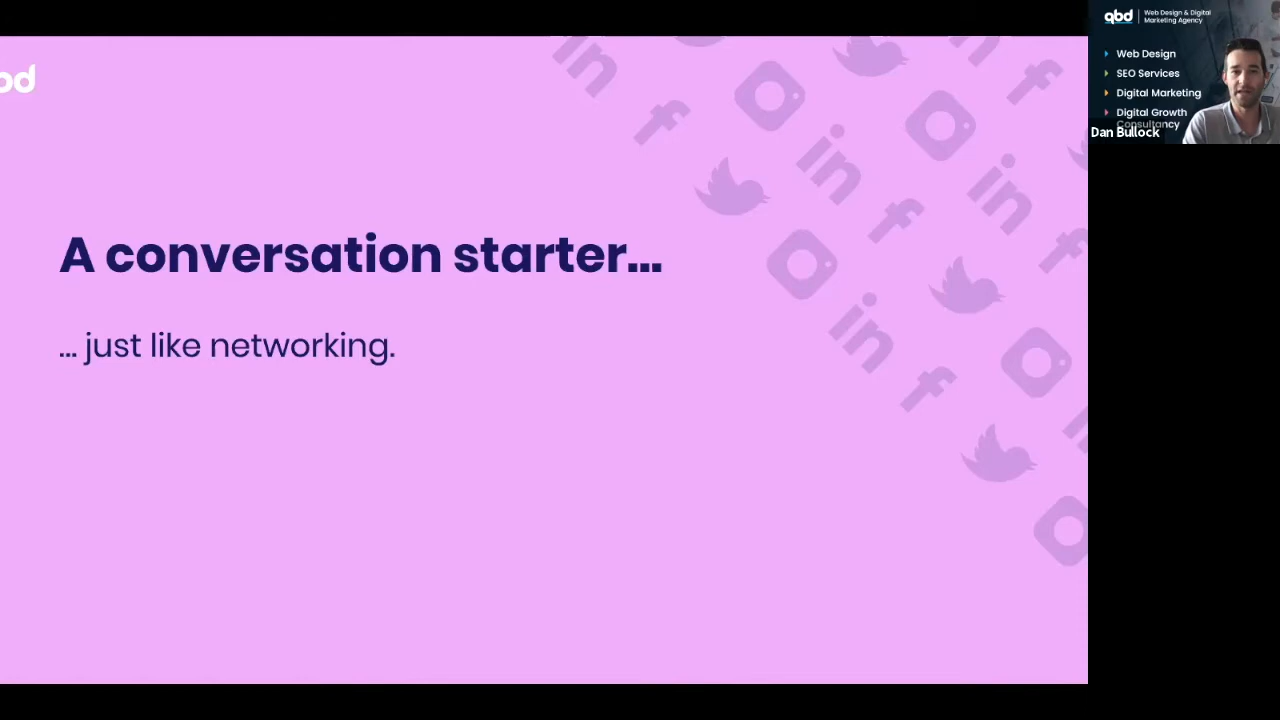 A conversation starter...
... just like networking.
qbd
Web Design & Digital
Marketing Agency
Web Design
SEO Services
Digital Marketing
Digital Growth
Consultancy
Dan Bullock